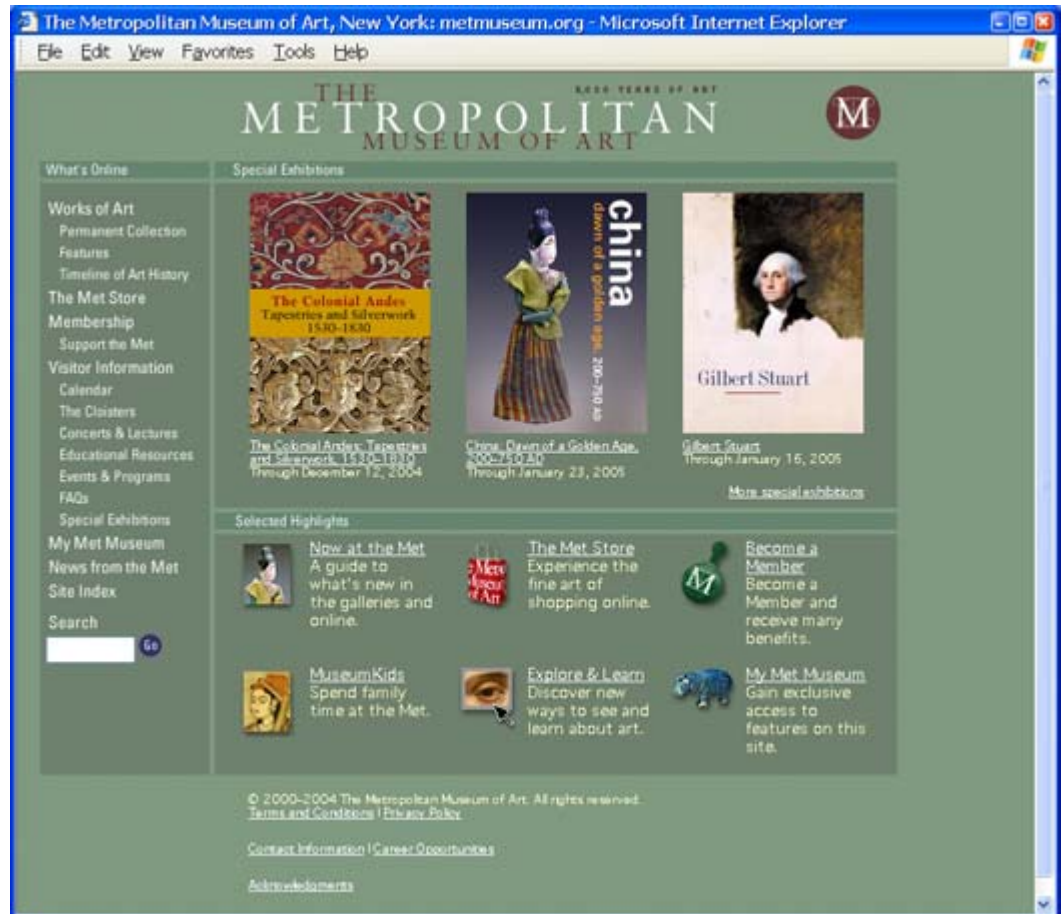 The Metropolitan Museum of Art, New York: metmuseum.org - Microsoft Internet Explorer
File Edit View Favorites Tools Help
THE
5,000 YEARS OF ART
METROPOLITAN
MUSEUM OF ART
M
What's Online
Works of Art
Permanent Collection
Features
Timeline of Art History
The Met Store
Membership
Support the Met
Visitor Information
Calendar
The Cloisters
Concerts & Lectures
Educational Resources
Events & Programs
FAQs
Special Exhibitions
My Met Museum
News from the Met
Site Index
Search
Go
Special Exhibitions
The Colonial Andes
Tapestries and Silverwork
1530–1830
The Colonial Andes: Tapestries
and Silverwork, 1530–1830
Through December 12, 2004
china
dawn of a golden age, 200–750 AD
China: Dawn of a Golden Age,
200–750 AD
Through January 23, 2005
Gilbert Stuart
Gilbert Stuart
Through January 16, 2005
More special exhibitions
Selected Highlights
Now at the Met
A guide to
what's new in
the galleries and
online.
The Met Store
Experience the
fine art of
shopping online.
Become a
Member
Become a
Member and
receive many
benefits.
MuseumKids
Spend family
time at the Met.
Explore & Learn
Discover new
ways to see and
learn about art.
My Met Museum
Gain exclusive
access to
features on this
site.
© 2000–2004 The Metropolitan Museum of Art. All rights reserved.
Terms and Conditions | Privacy Policy
Contact Information | Career Opportunities
Acknowledgments